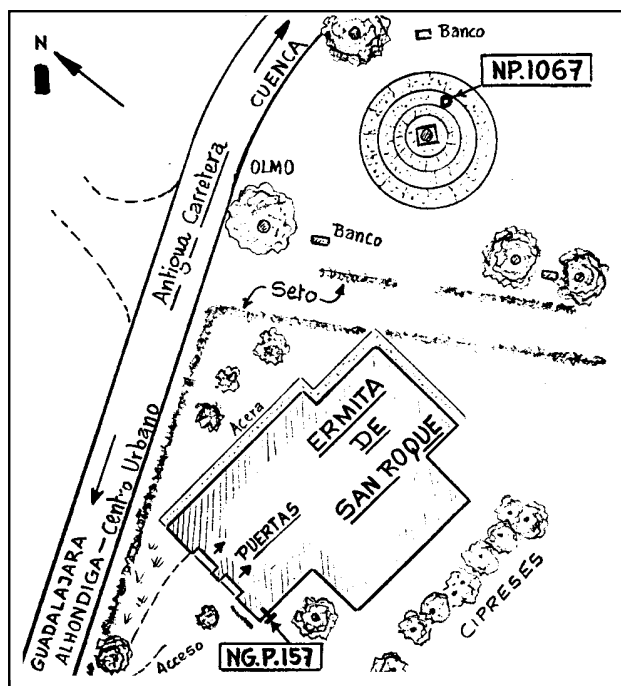 N
Banco
NP.1067
CUENCA
OLMO
Antigua Carretera
Banco
Seto
Acera
ERMITA
DE
SAN ROQUE
PUERTAS
GUADALAJARA
ALHONDIGA - Centro Urbano
CIPRESES
Acceso
NG.P.157